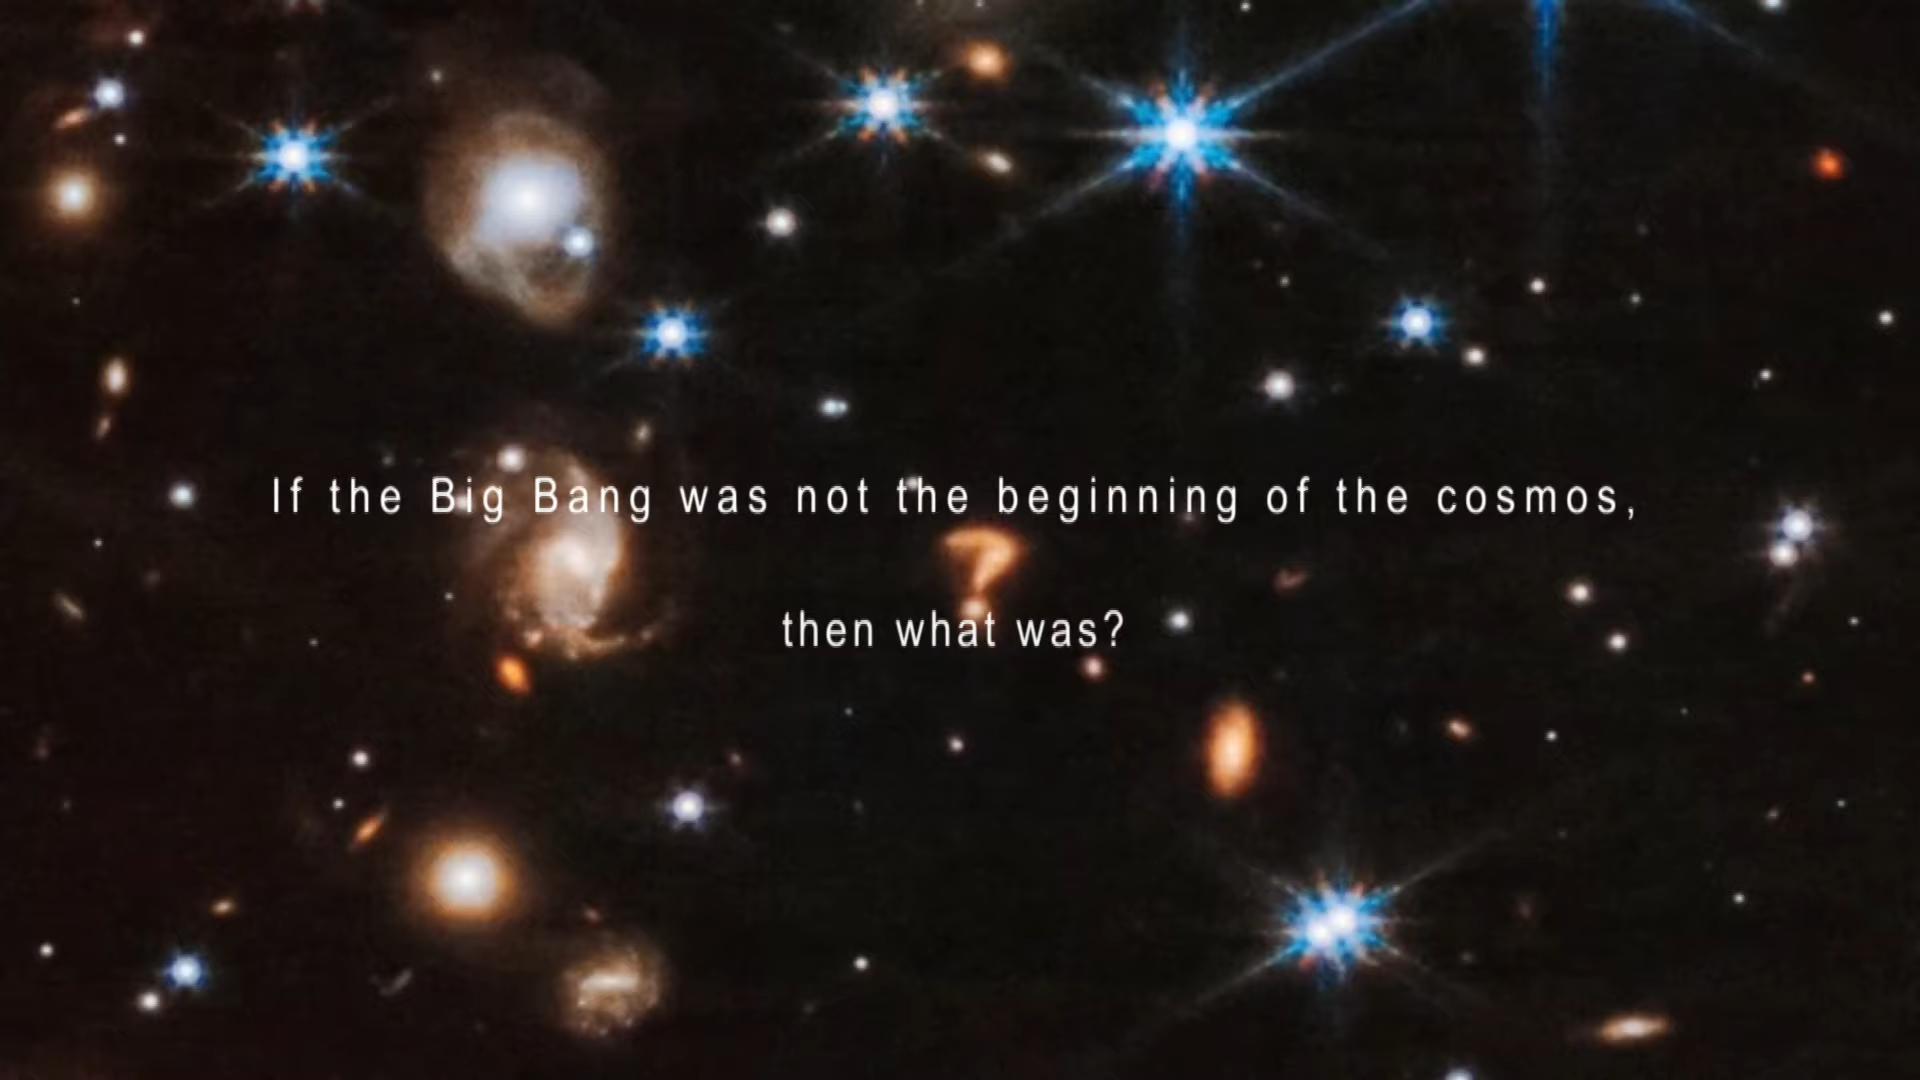 If the Big Bang was not the beginning of the cosmos,
then what was?